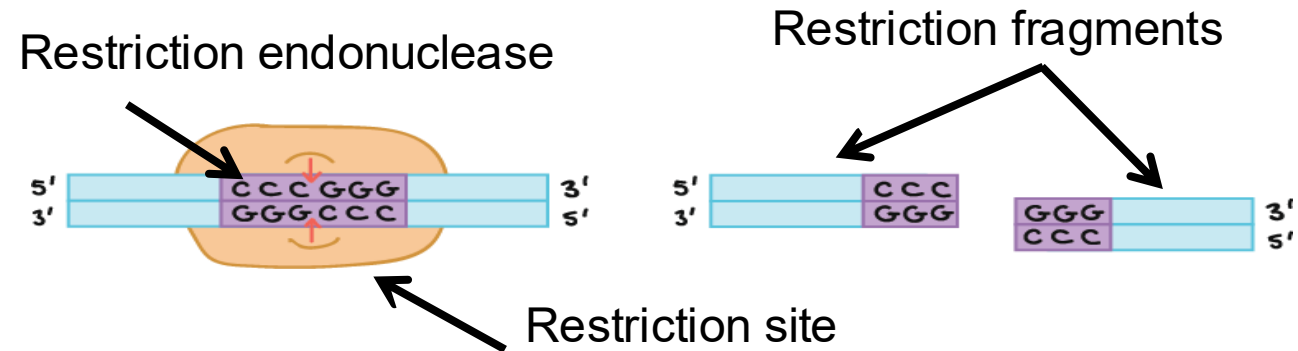 Restriction endonuclease
Restriction fragments
5' CCCGGG 3'
3' GGGCCC 5'
5' CCC
3' GGG
GGG 3'
CCC 5'
Restriction site